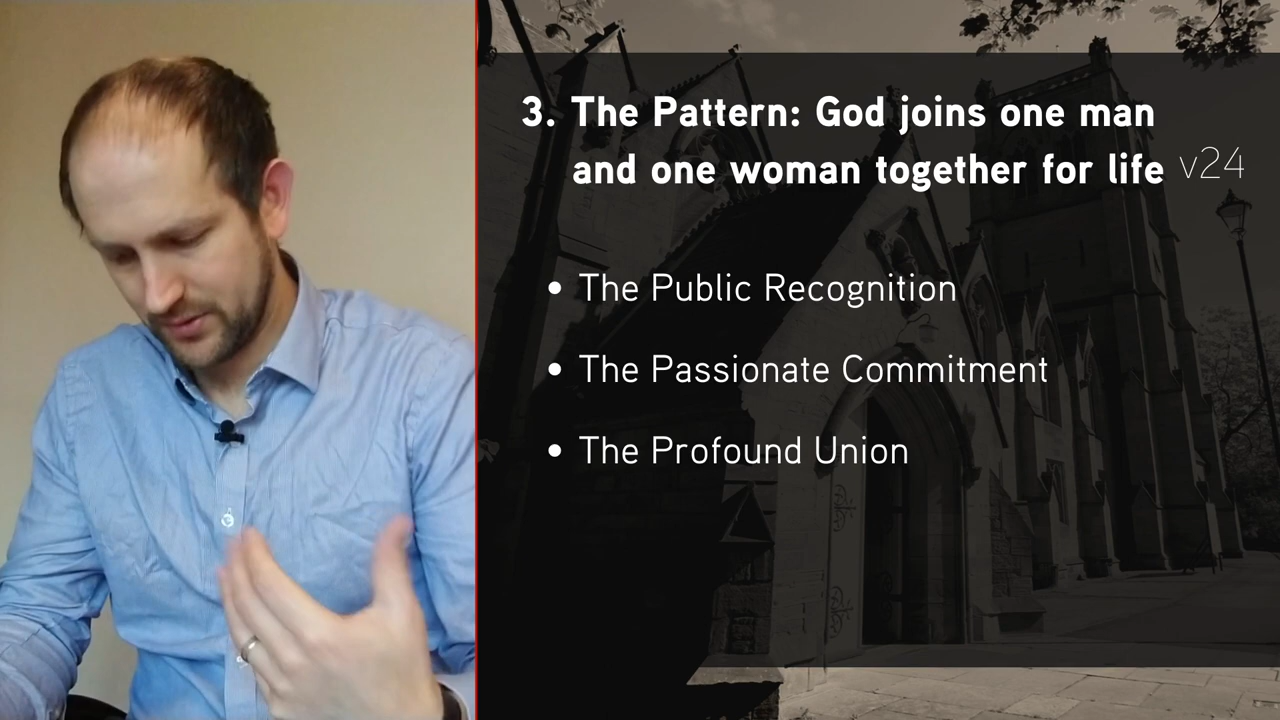 3. The Pattern: God joins one man
and one woman together for life v24
• The Public Recognition
• The Passionate Commitment
• The Profound Union